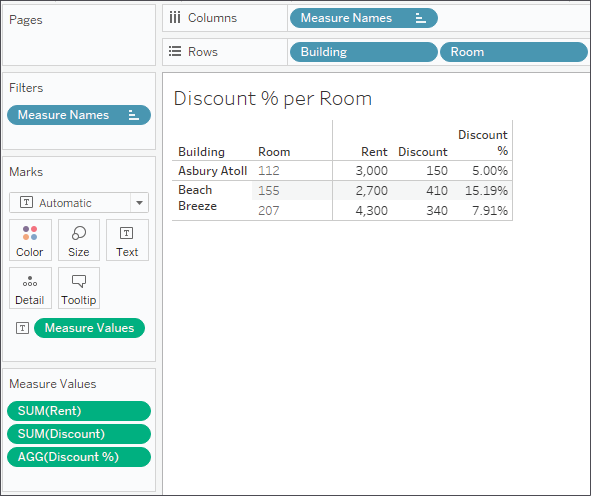 Pages
Columns
Measure Names
Rows
Building Room
Filters
Measure Names
Marks
Automatic
Color Size Text
Detail Tooltip
Measure Values
Measure Values
SUM(Rent)
SUM(Discount)
AGG(Discount %)
Discount % per Room
Discount
Building Room Rent Discount %
Asbury Atoll 112 3,000 150 5.00%
Beach 155 2,700 410 15.19%
Breeze 207 4,300 340 7.91%